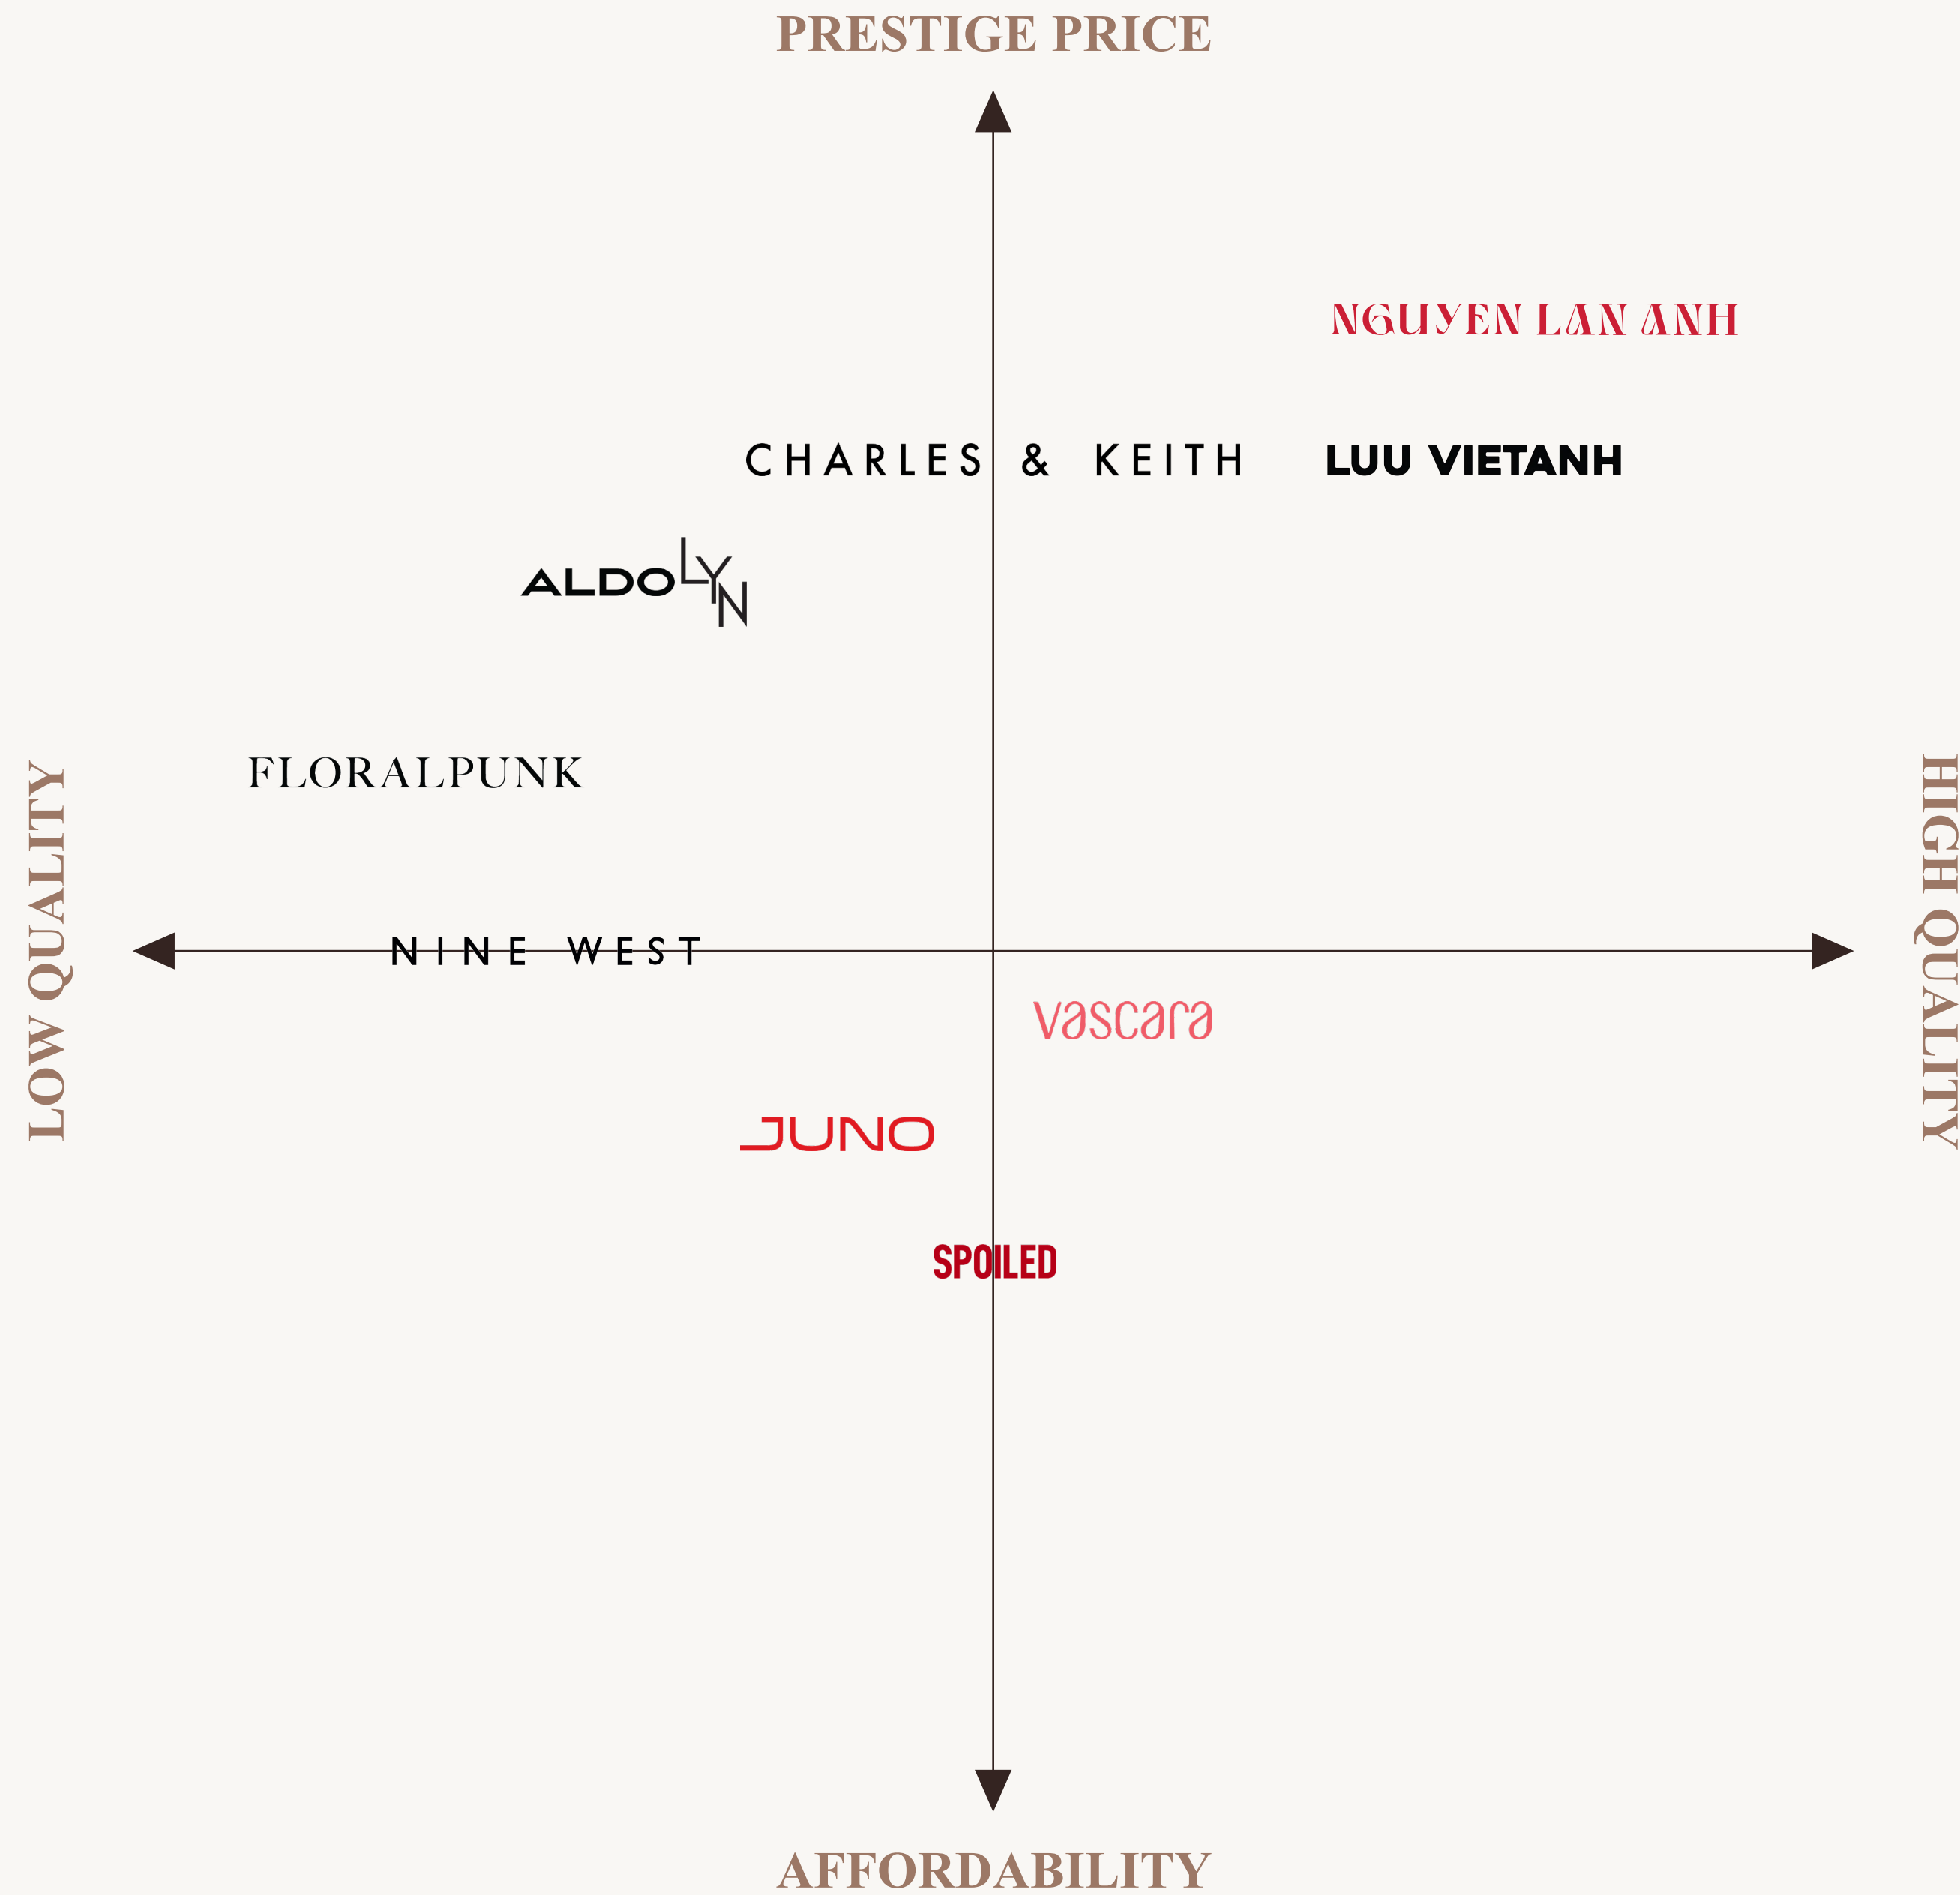 PRESTIGE PRICE
NGUYEN LAN ANH
CHARLES & KEITH
LUU VIETANH
ALDO
LYN
FLORALPUNK
LOW QUALITY
HIGH QUALITY
NINE WEST
vascara
JUNO
SPOILED
AFFORDABILITY